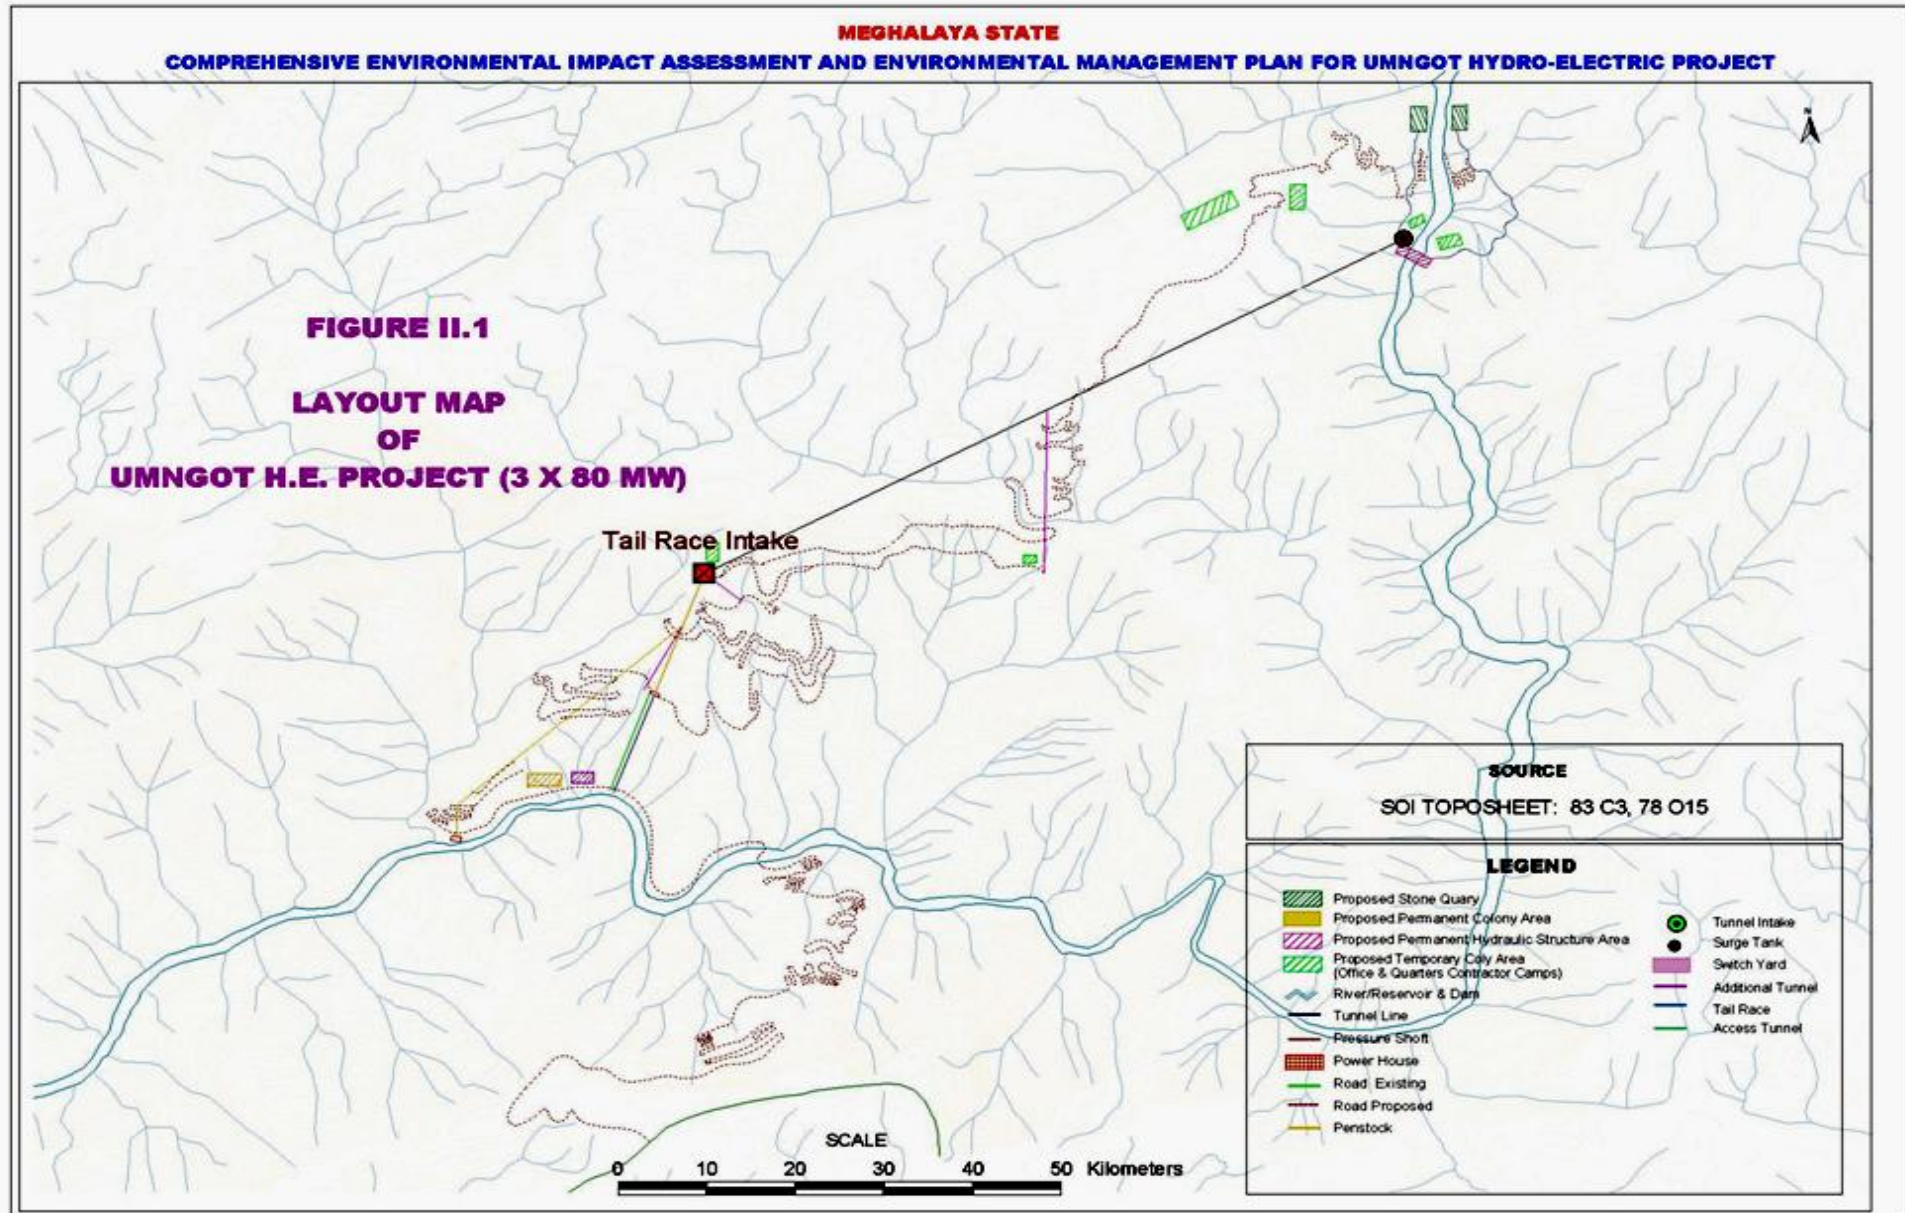 MEGHALAYA STATE
COMPREHENSIVE ENVIRONMENTAL IMPACT ASSESSMENT AND ENVIRONMENTAL MANAGEMENT PLAN FOR UMNGOT HYDRO-ELECTRIC PROJECT
N
FIGURE II.1
LAYOUT MAP
OF
UMNGOT H.E. PROJECT (3 X 80 MW)
Tail Race Intake
SOURCE
SOI TOPOSHEET: 83 C3, 78 O15
LEGEND
Proposed Stone Quary
Proposed Permanent Colony Area
Proposed Permanent Hydraulic Structure Area
Proposed Temporary Coly Area
(Office & Quarters Contractor Camps)
River/Reservoir & Dam
Tunnel Line
Pressure Shoft
Power House
Road Existing
Road Proposed
Penstock
Tunnel Intake
Surge Tank
Switch Yard
Additional Tunnel
Tail Race
Access Tunnel
SCALE
0 10 20 30 40 50 Kilometers